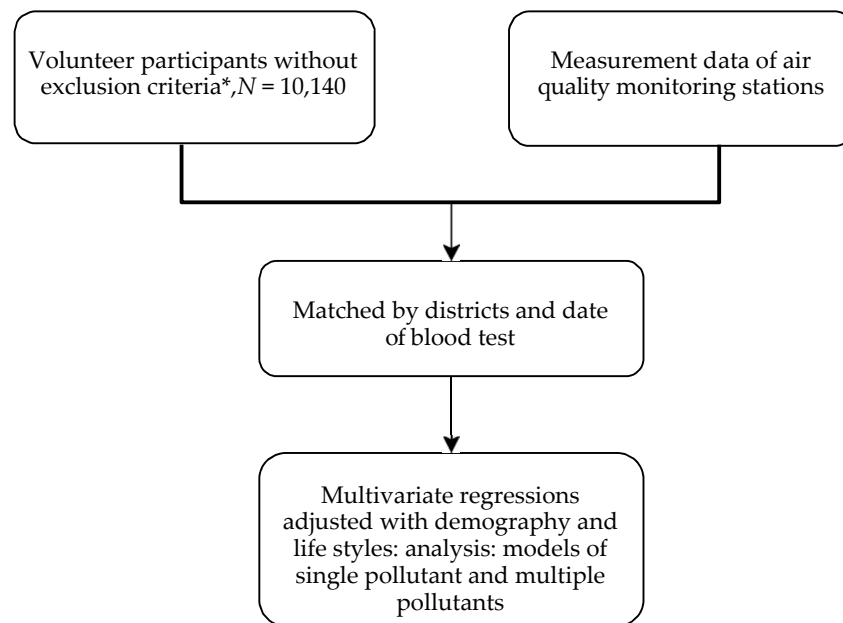 Volunteer participants without
exclusion criteria*,N = 10,140
Measurement data of air
quality monitoring stations
Matched by districts and date
of blood test
Multivariate regressions
adjusted with demography and
life styles: analysis: models of
single pollutant and multiple
pollutants